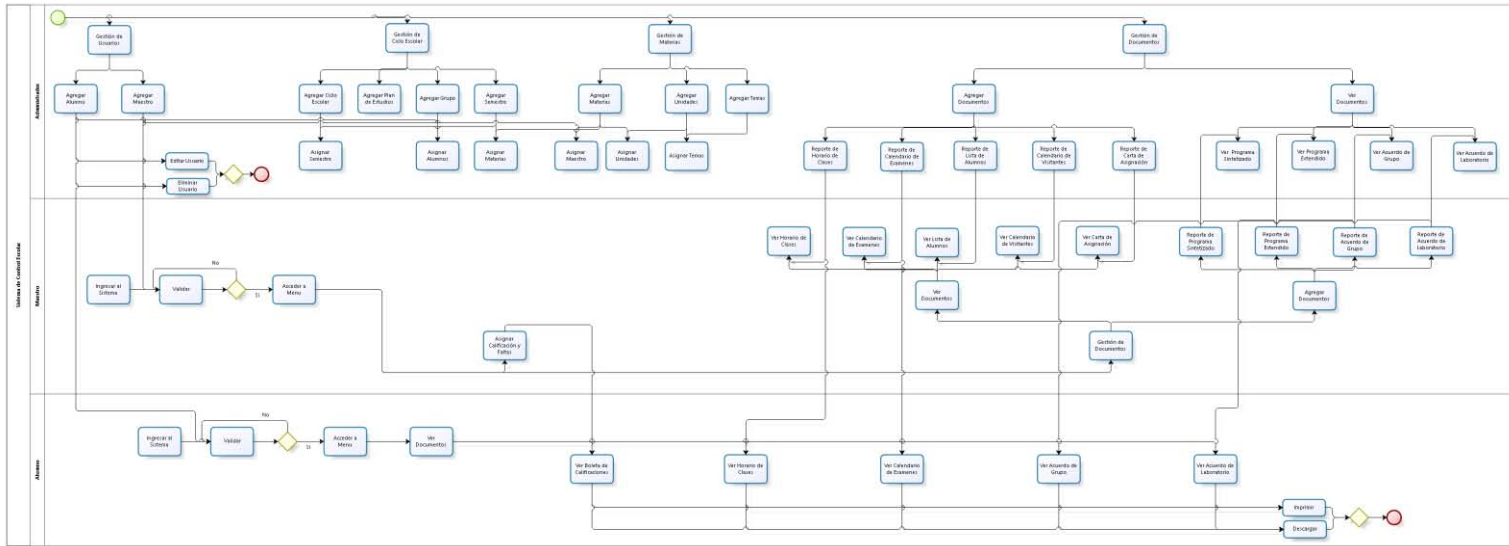 Sistema de Control Escolar
Administrador
Gestión de
Usuarios
Gestión de
Ciclo Escolar
Gestión de
Materias
Gestión de
Documentos
Agregar
Alumno
Agregar
Maestro
Agregar Ciclo
Escolar
Agregar Plan
de Estudios
Agregar Grupo
Agregar
Semestre
Agregar
Materias
Agregar
Unidades
Agregar Temas
Agregar
Documentos
Ver
Documentos
Asignar
Semestre
Asignar
Alumnos
Asignar
Materias
Asignar
Maestro
Asignar
Unidades
Asignar Temas
Reporte de
Horario de
Clases
Reporte de
Calendario de
Examenes
Reporte de
Lista de
Alumnos
Reporte de
Calendario de
Visitantes
Reporte de
Carta de
Asignación
Ver Programa
Sintetizado
Ver Programa
Extendido
Ver Acuerdo de
Grupo
Ver Acuerdo de
Laboratorio
Editar Usuario
Eliminar
Usuario
Maestro
Ver Horario de
Clases
Ver Calendario
de Examenes
Ver Lista de
Alumnos
Ver Calendario
de Visitantes
Ver Carta de
Asignación
Reporte de
Programa
Sintetizado
Reporte de
Programa
Extendido
Reporte de
Acuerdo de
Grupo
Reporte de
Acuerdo de
Laboratorio
No
Ingresar al
Sistema
Validar
Si
Acceder a
Menu
Ver
Documentos
Agregar
Documentos
Asignar
Calificación y
Faltas
Gestión de
Documentos
Alumno
No
Ingresar al
Sistema
Validar
Si
Acceder a
Menu
Ver
Documentos
Ver Boleta de
Calificaciones
Ver Horario de
Clases
Ver Calendario
de Examenes
Ver Acuerdo de
Grupo
Ver Acuerdo de
Laboratorio
Imprimir
Descargar